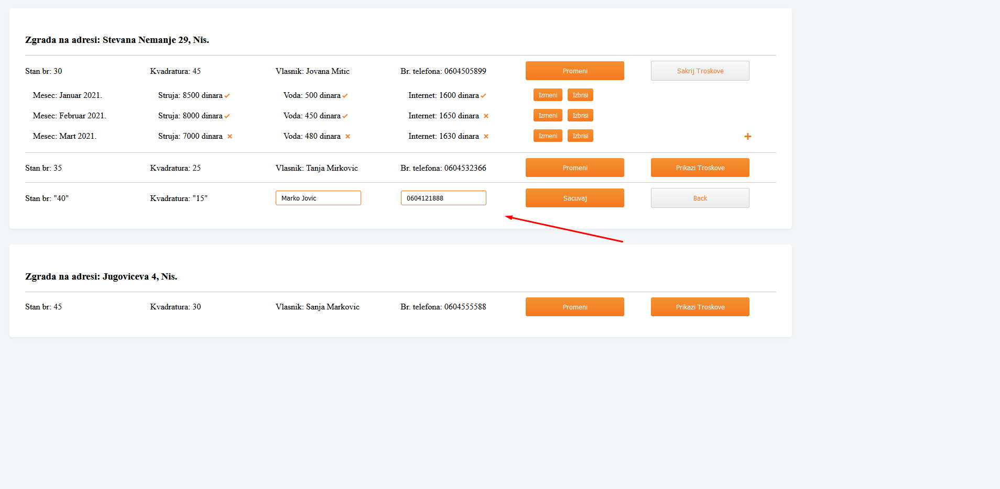 Zgrada na adresi: Stevana Nemanje 29, Nis.
Stan br: 30 Kvadratura: 45 Vlasnik: Jovana Mitic Br. telefona: 0604505899 Promeni Sakrij Troskove
Mesec: Januar 2021. Struja: 8500 dinara Voda: 500 dinara Internet: 1600 dinara Izmeni Izbrisi
Mesec: Februar 2021. Struja: 8000 dinara Voda: 450 dinara Internet: 1650 dinara Izmeni Izbrisi
Mesec: Mart 2021. Struja: 7000 dinara Voda: 480 dinara Internet: 1630 dinara Izmeni Izbrisi
Stan br: 35 Kvadratura: 25 Vlasnik: Tanja Mirkovic Br. telefona: 0604532366 Promeni Prikazi Troskove
Stan br: "40" Kvadratura: "15" Marko Jovic 0604121888 Sacuvaj Back
Zgrada na adresi: Jugoviceva 4, Nis.
Stan br: 45 Kvadratura: 30 Vlasnik: Sanja Markovic Br. telefona: 0604555588 Promeni Prikazi Troskove